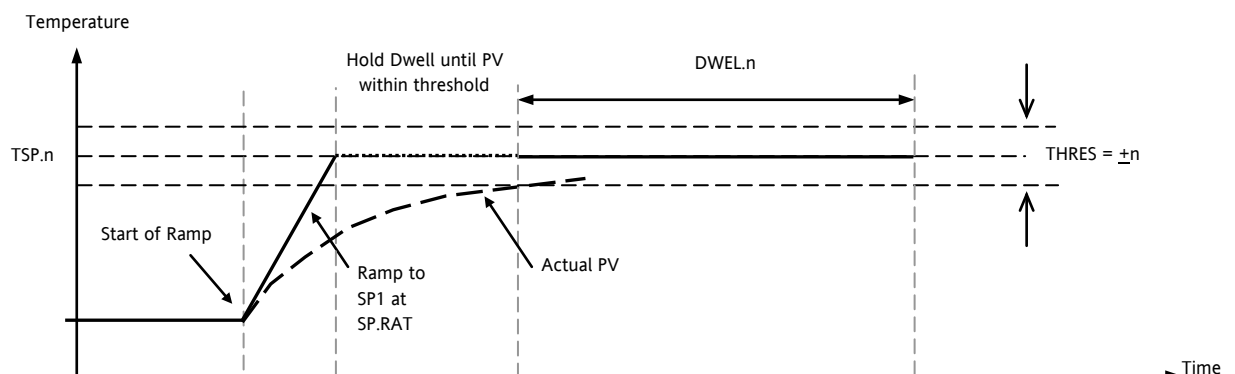 Temperature
Hold Dwell until PV
within threshold
DWEL.n
TSP.n
THRES = ±n
Start of Ramp
Ramp to
SP1 at
SP.RAT
Actual PV
Time